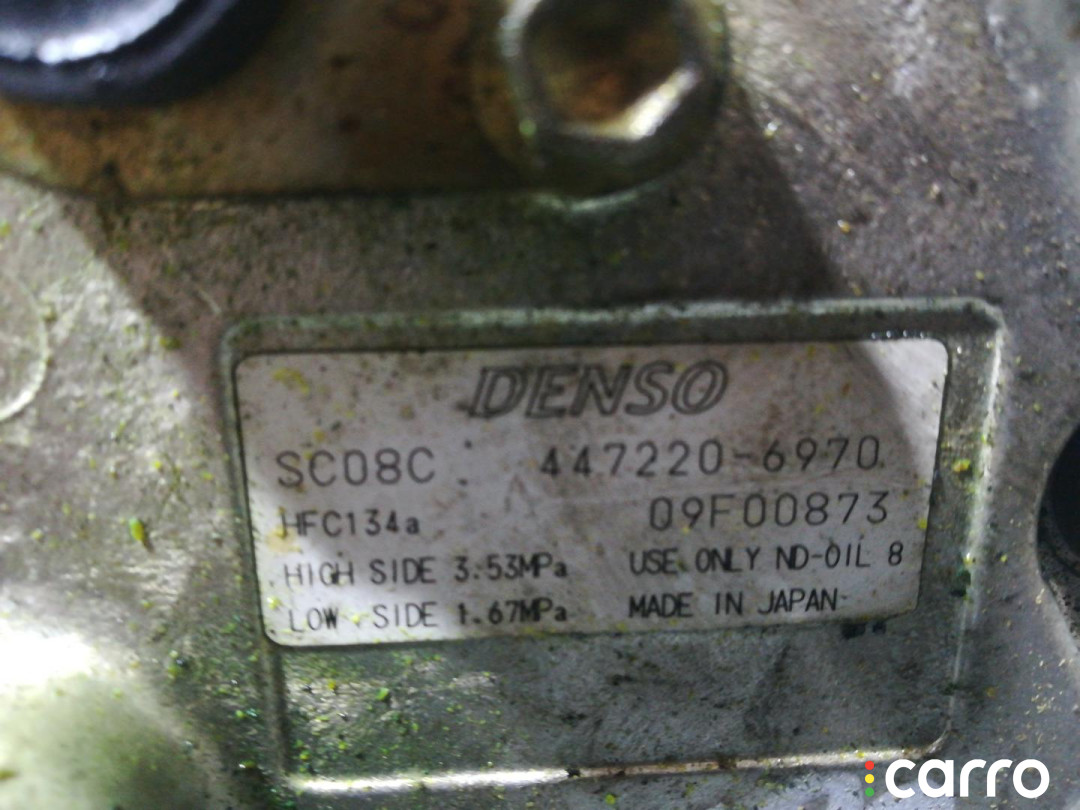 DENSO
SC08C 447220-6970
HFC134a 09F00873
HIGH SIDE 3.53MPa USE ONLY ND-OIL 8
LOW SIDE 1.67MPa MADE IN JAPAN
carro